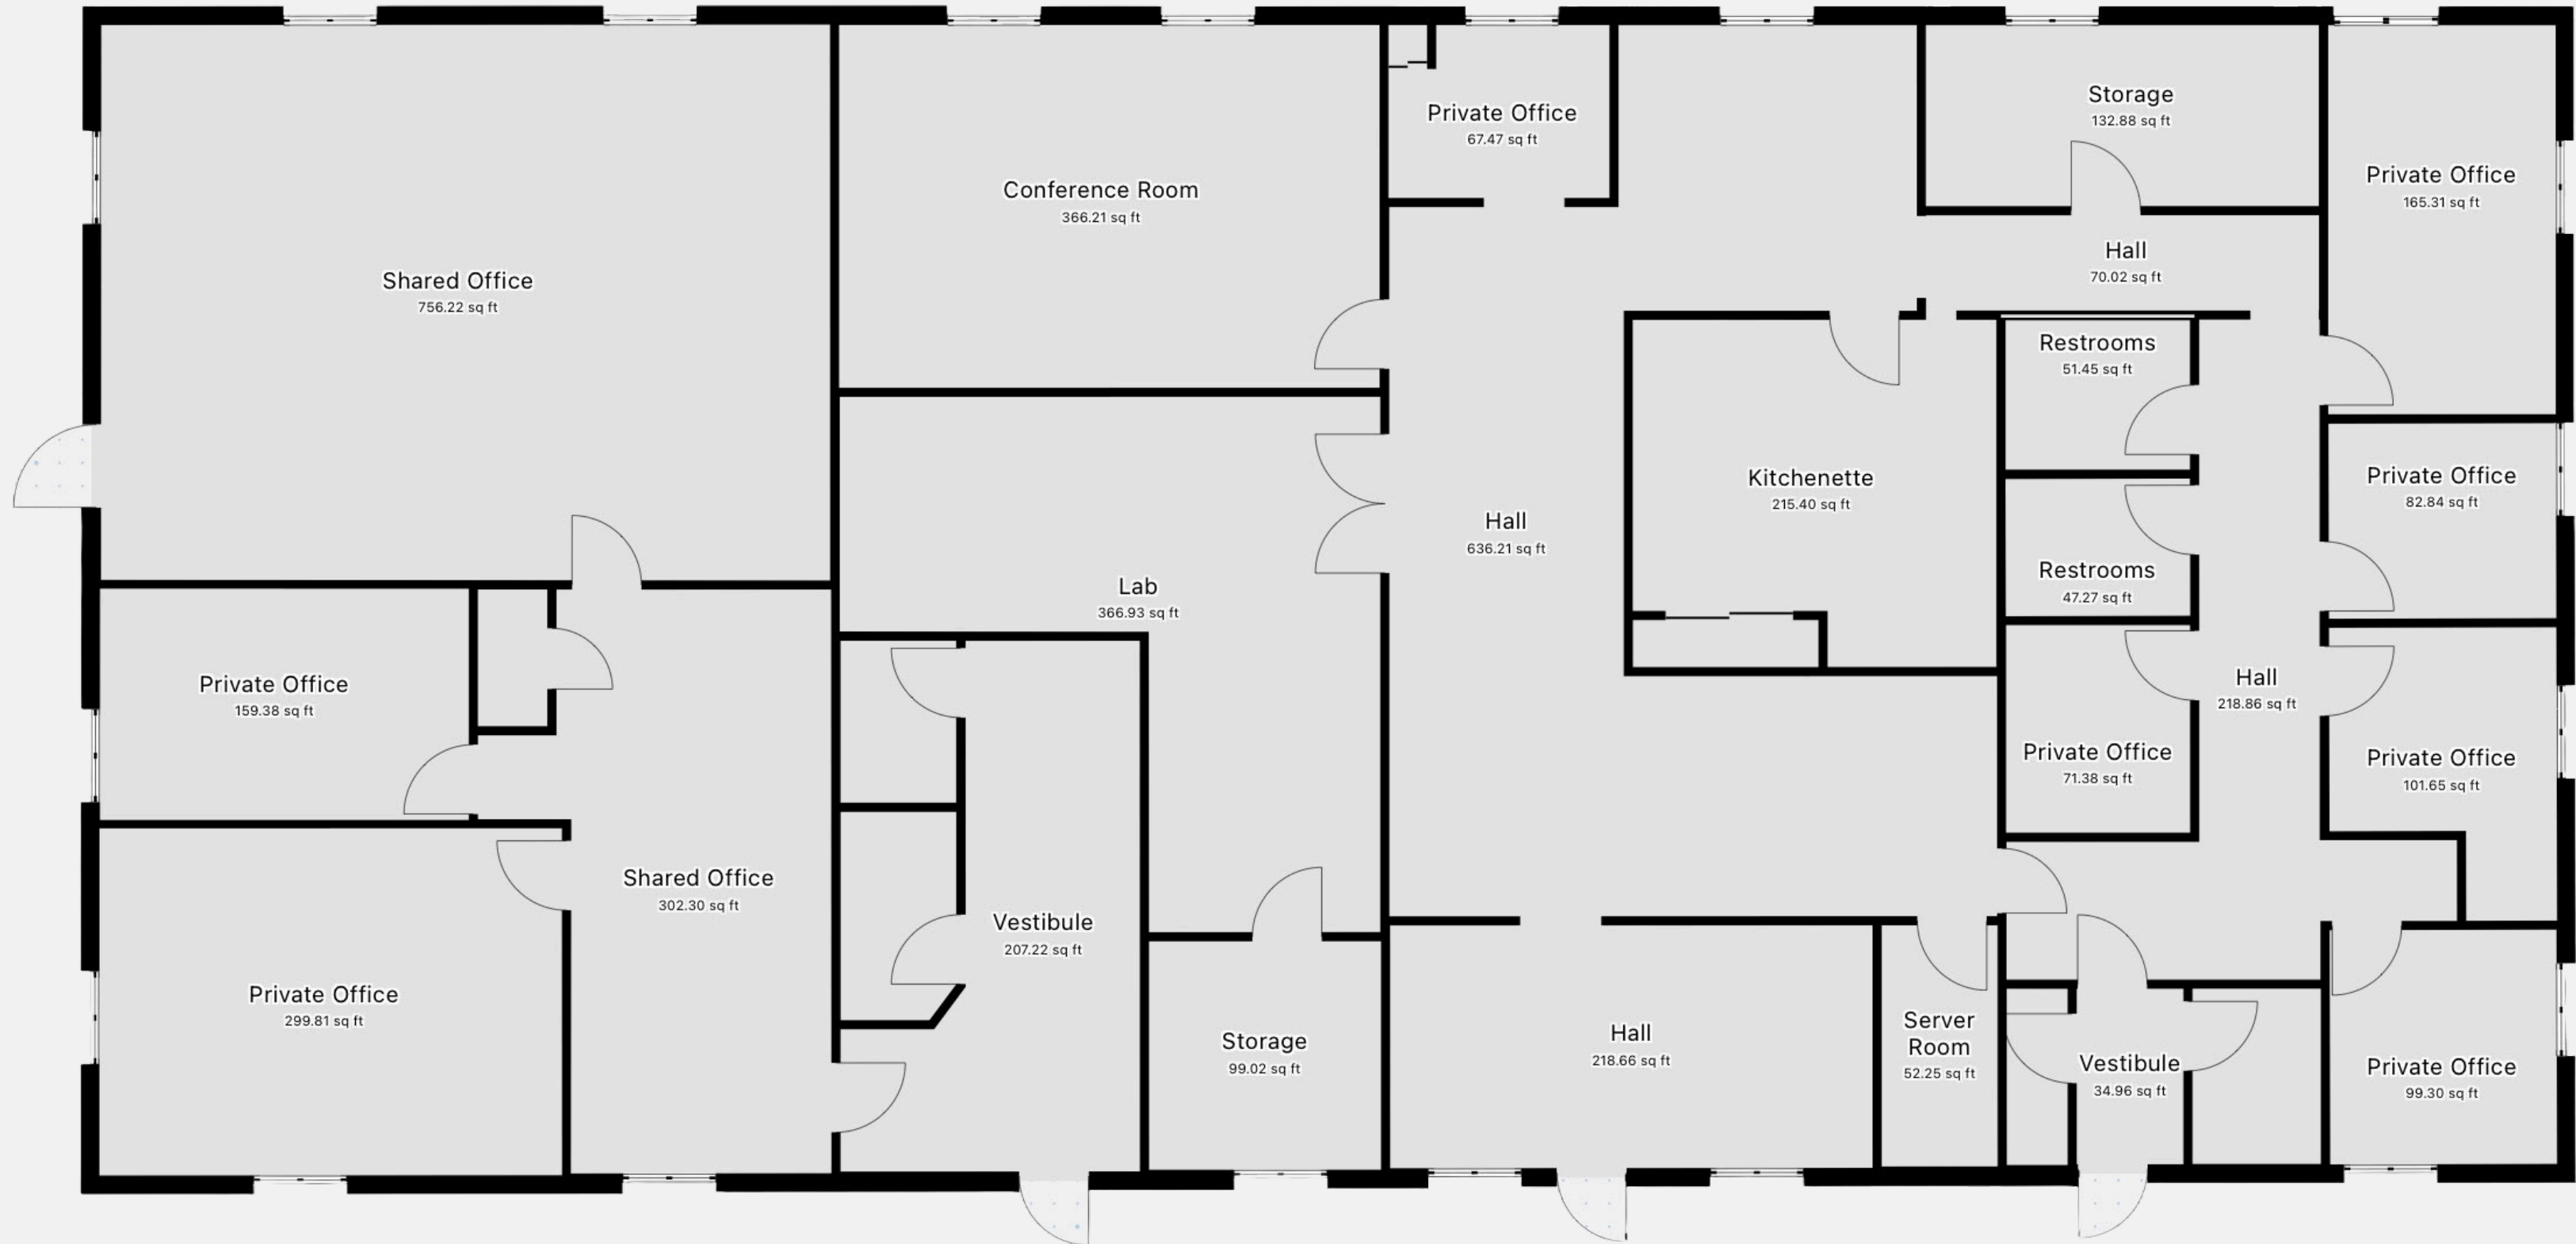 Private Office
67.47 sq ft
Storage
132.88 sq ft
Private Office
165.31 sq ft
Conference Room
366.21 sq ft
Shared Office
756.22 sq ft
Hall
70.02 sq ft
Restrooms
51.45 sq ft
Kitchenette
215.40 sq ft
Private Office
82.84 sq ft
Hall
636.21 sq ft
Lab
366.93 sq ft
Restrooms
47.27 sq ft
Private Office
159.38 sq ft
Hall
218.86 sq ft
Private Office
71.38 sq ft
Private Office
101.65 sq ft
Shared Office
302.30 sq ft
Vestibule
207.22 sq ft
Private Office
299.81 sq ft
Storage
99.02 sq ft
Hall
218.66 sq ft
Server
Room
52.25 sq ft
Vestibule
34.96 sq ft
Private Office
99.30 sq ft